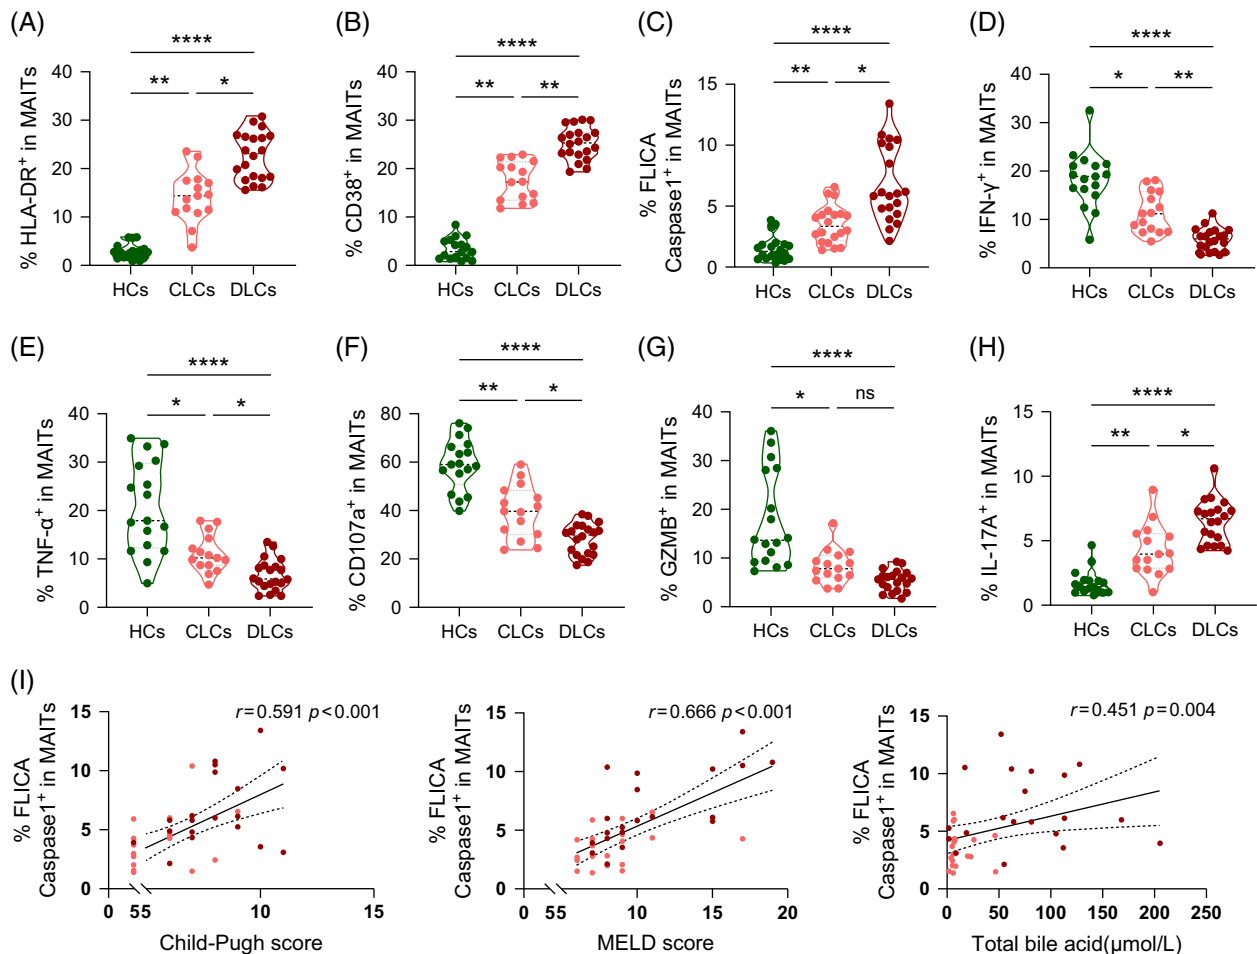 (A)
% HLA-DR⁺ in MAITs
40
30
20
10
0
****
**
*
HCs CLCs DLCs
(B)
% CD38⁺ in MAITs
40
30
20
10
0
****
**
**
HCs CLCs DLCs
(C)
% FLICA
Caspase1⁺ in MAITs
15
10
5
0
****
**
*
HCs CLCs DLCs
(D)
% IFN-γ⁺ in MAITs
40
30
20
10
0
****
*
**
HCs CLCs DLCs
(E)
% TNF-α⁺ in MAITs
40
30
20
10
0
****
*
*
HCs CLCs DLCs
(F)
% CD107a⁺ in MAITs
80
60
40
20
0
****
**
*
HCs CLCs DLCs
(G)
% GZMB⁺ in MAITs
40
30
20
10
0
****
*
ns
HCs CLCs DLCs
(H)
% IL-17A⁺ in MAITs
15
10
5
0
****
**
*
HCs CLCs DLCs
(I)
% FLICA
Caspase1⁺ in MAITs
15
10
5
0
r=0.591 p<0.001
0 55 10 15
Child-Pugh score
% FLICA
Caspase1⁺ in MAITs
15
10
5
0
r=0.666 p<0.001
0 55 10 15 20
MELD score
% FLICA
Caspase1⁺ in MAITs
15
10
5
0
r=0.451 p=0.004
0 50 100 150 200 250
Total bile acid(μmol/L)